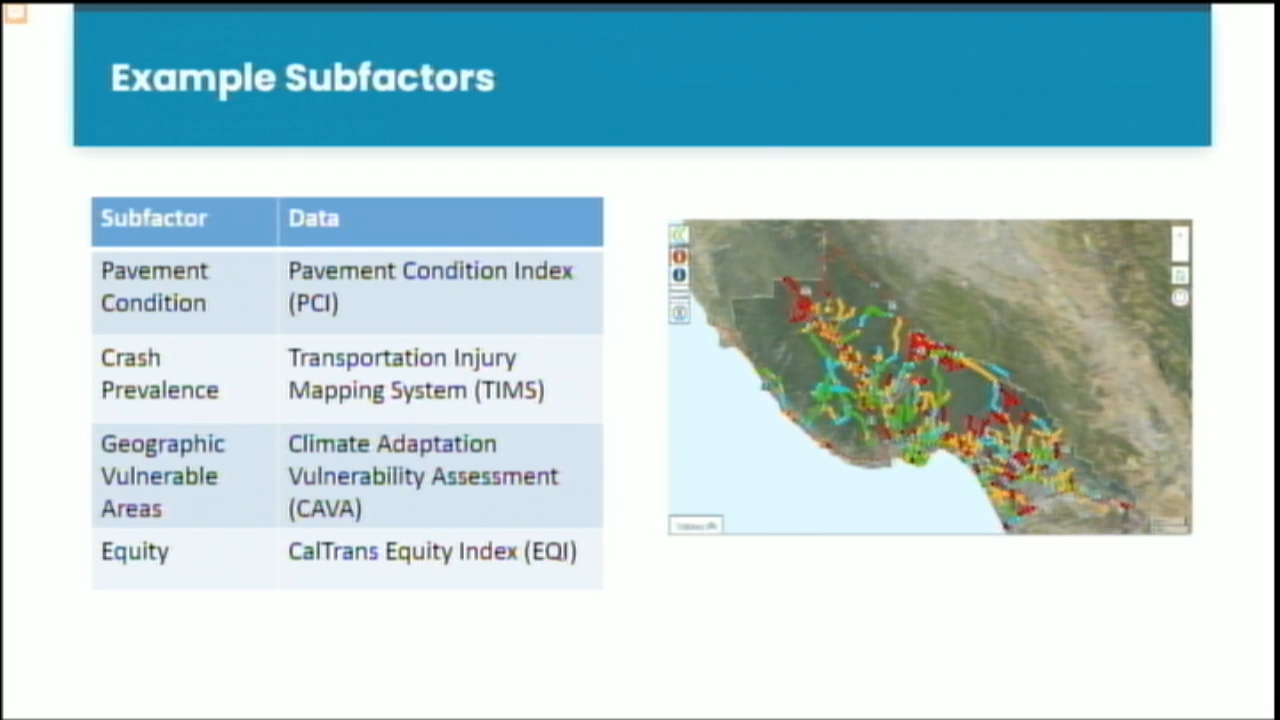 Example Subfactors
Subfactor Data
Pavement Pavement Condition Index
Condition (PCI)
Crash Transportation Injury
Prevalence Mapping System (TIMS)
Geographic Climate Adaptation
Vulnerable Vulnerability Assessment
Areas (CAVA)
Equity CalTrans Equity Index (EQI)